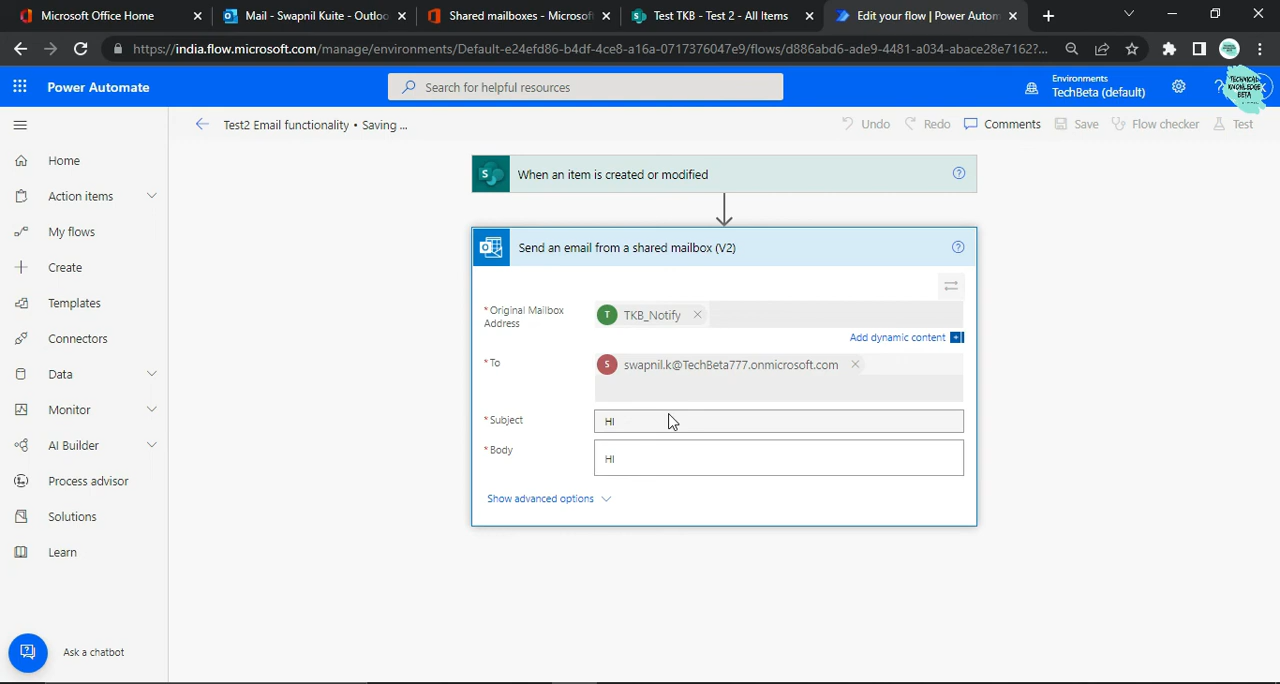 Microsoft Office Home
Mail - Swapnil Kuite - Outloo
Shared mailboxes - Microsof
Test TKB - Test 2 - All Items
Edit your flow | Power Autom
https://india.flow.microsoft.com/manage/environments/Default-e24efd86-b4df-4ce8-a16a-0717376047e9/flows/d886abd6-ade9-4481-a034-abace28e7162?...
Power Automate
Search for helpful resources
Environments
TechBeta (default)
TECHNICAL
KNOWLEDGE
BETA
Test2 Email functionality • Saving ...
Undo
Redo
Comments
Save
Flow checker
Test
Home
Action items
My flows
Create
Templates
Connectors
Data
Monitor
AI Builder
Process advisor
Solutions
Learn
Ask a chatbot
When an item is created or modified
Send an email from a shared mailbox (V2)
*Original Mailbox
Address
T TKB_Notify
Add dynamic content
*To
S swapnil.k@TechBeta777.onmicrosoft.com
*Subject
HI
*Body
HI
Show advanced options